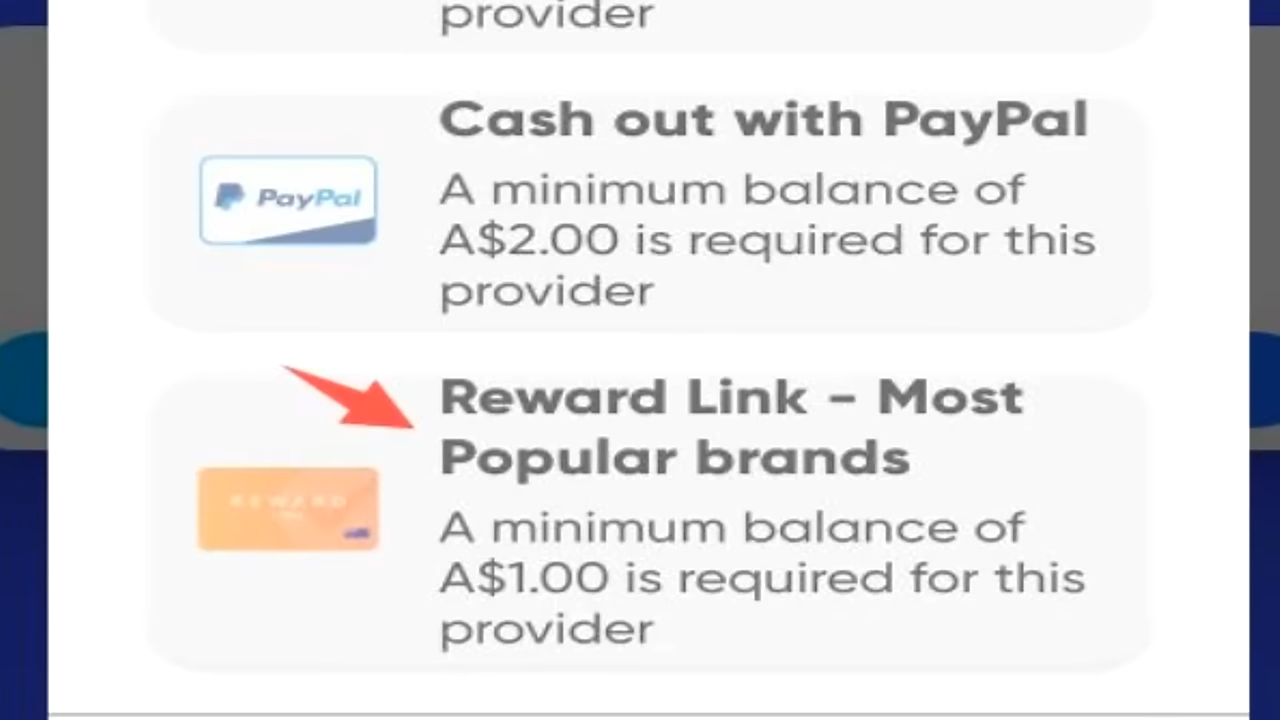 provider
Cash out with PayPal
PayPal
A minimum balance of
A$2.00 is required for this
provider
Reward Link - Most
Popular brands
REWARD
A minimum balance of
A$1.00 is required for this
provider